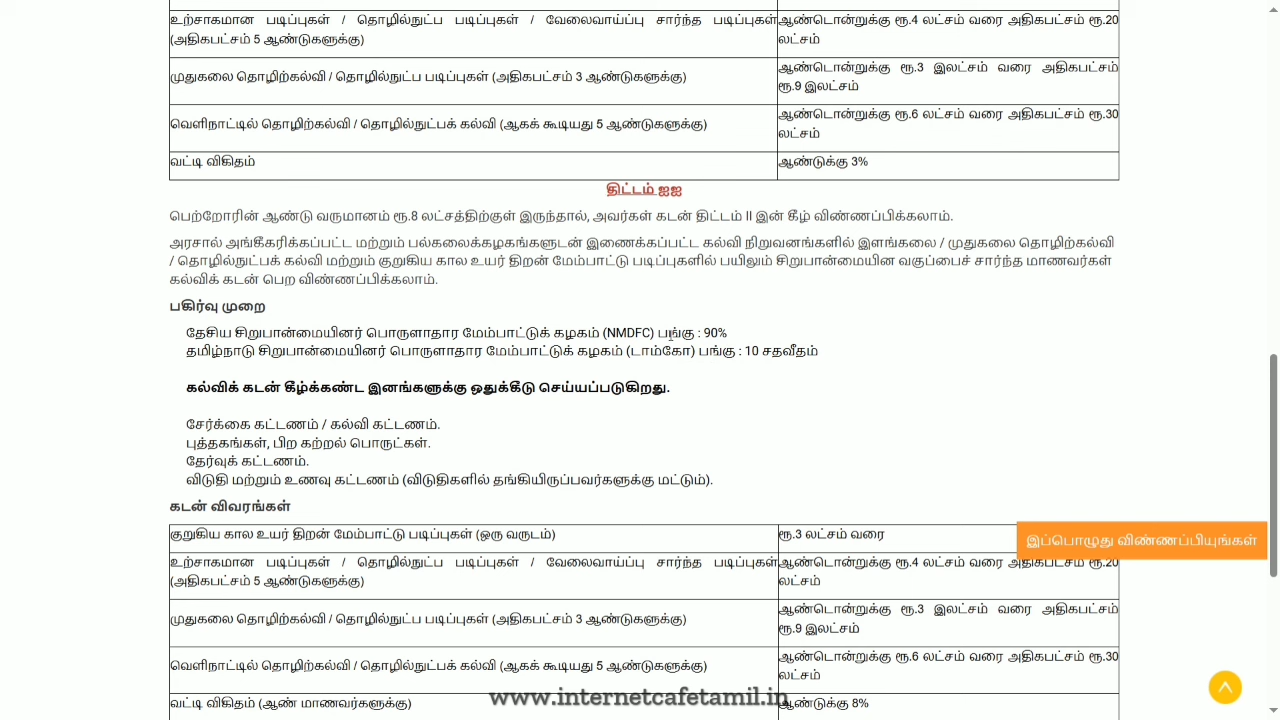 உற்சாகமான படிப்புகள் / தொழில்நுட்ப படிப்புகள் / வேலைவாய்ப்பு சார்ந்த படிப்புகள்
(அதிகபட்சம் 5 ஆண்டுகளுக்கு)
ஆண்டொன்றுக்கு ரூ.4 லட்சம் வரை அதிகபட்சம் ரூ.20
லட்சம்
முதுகலை தொழிற்கல்வி / தொழில்நுட்ப படிப்புகள் (அதிகபட்சம் 3 ஆண்டுகளுக்கு)
ஆண்டொன்றுக்கு ரூ.3 இலட்சம் வரை அதிகபட்சம்
ரூ.9 இலட்சம்
வெளிநாட்டில் தொழிற்கல்வி / தொழில்நுட்பக் கல்வி (ஆகக் கூடியது 5 ஆண்டுகளுக்கு)
ஆண்டொன்றுக்கு ரூ.6 லட்சம் வரை அதிகபட்சம் ரூ.30
லட்சம்
வட்டி விகிதம்
ஆண்டுக்கு 3%
திட்டம் ஐஐ
பெற்றோரின் ஆண்டு வருமானம் ரூ.8 லட்சத்திற்குள் இருந்தால், அவர்கள் கடன் திட்டம் II இன் கீழ் விண்ணப்பிக்கலாம்.
அரசால் அங்கீகரிக்கப்பட்ட மற்றும் பல்கலைக்கழகங்களுடன் இணைக்கப்பட்ட கல்வி நிறுவனங்களில் இளங்கலை / முதுகலை தொழிற்கல்வி
/ தொழில்நுட்பக் கல்வி மற்றும் குறுகிய கால உயர் திறன் மேம்பாட்டு படிப்புகளில் பயிலும் சிறுபான்மையின வகுப்பைச் சார்ந்த மாணவர்கள்
கல்விக் கடன் பெற விண்ணப்பிக்கலாம்.
பகிர்வு முறை
தேசிய சிறுபான்மையினர் பொருளாதார மேம்பாட்டுக் கழகம் (NMDFC) பங்கு : 90%
தமிழ்நாடு சிறுபான்மையினர் பொருளாதார மேம்பாட்டுக் கழகம் (டாம்கோ) பங்கு : 10 சதவீதம்
கல்விக் கடன் கீழ்க்கண்ட இனங்களுக்கு ஒதுக்கீடு செய்யப்படுகிறது.
சேர்க்கை கட்டணம் / கல்வி கட்டணம்.
புத்தகங்கள், பிற கற்றல் பொருட்கள்.
தேர்வுக் கட்டணம்.
விடுதி மற்றும் உணவு கட்டணம் (விடுதிகளில் தங்கியிருப்பவர்களுக்கு மட்டும்).
கடன் விவரங்கள்
குறுகிய கால உயர் திறன் மேம்பாட்டு படிப்புகள் (ஒரு வருடம்)
ரூ.3 லட்சம் வரை
இப்பொழுது விண்ணப்பியுங்கள்
உற்சாகமான படிப்புகள் / தொழில்நுட்ப படிப்புகள் / வேலைவாய்ப்பு சார்ந்த படிப்புகள்
(அதிகபட்சம் 5 ஆண்டுகளுக்கு)
ஆண்டொன்றுக்கு ரூ.4 லட்சம் வரை அதிகபட்சம் ரூ.20
லட்சம்
முதுகலை தொழிற்கல்வி / தொழில்நுட்ப படிப்புகள் (அதிகபட்சம் 3 ஆண்டுகளுக்கு)
ஆண்டொன்றுக்கு ரூ.3 இலட்சம் வரை அதிகபட்சம்
ரூ.9 இலட்சம்
வெளிநாட்டில் தொழிற்கல்வி / தொழில்நுட்பக் கல்வி (ஆகக் கூடியது 5 ஆண்டுகளுக்கு)
ஆண்டொன்றுக்கு ரூ.6 லட்சம் வரை அதிகபட்சம் ரூ.30
லட்சம்
வட்டி விகிதம் (ஆண் மாணவர்களுக்கு)
ஆண்டுக்கு 8%
www.internetcafetamil.in